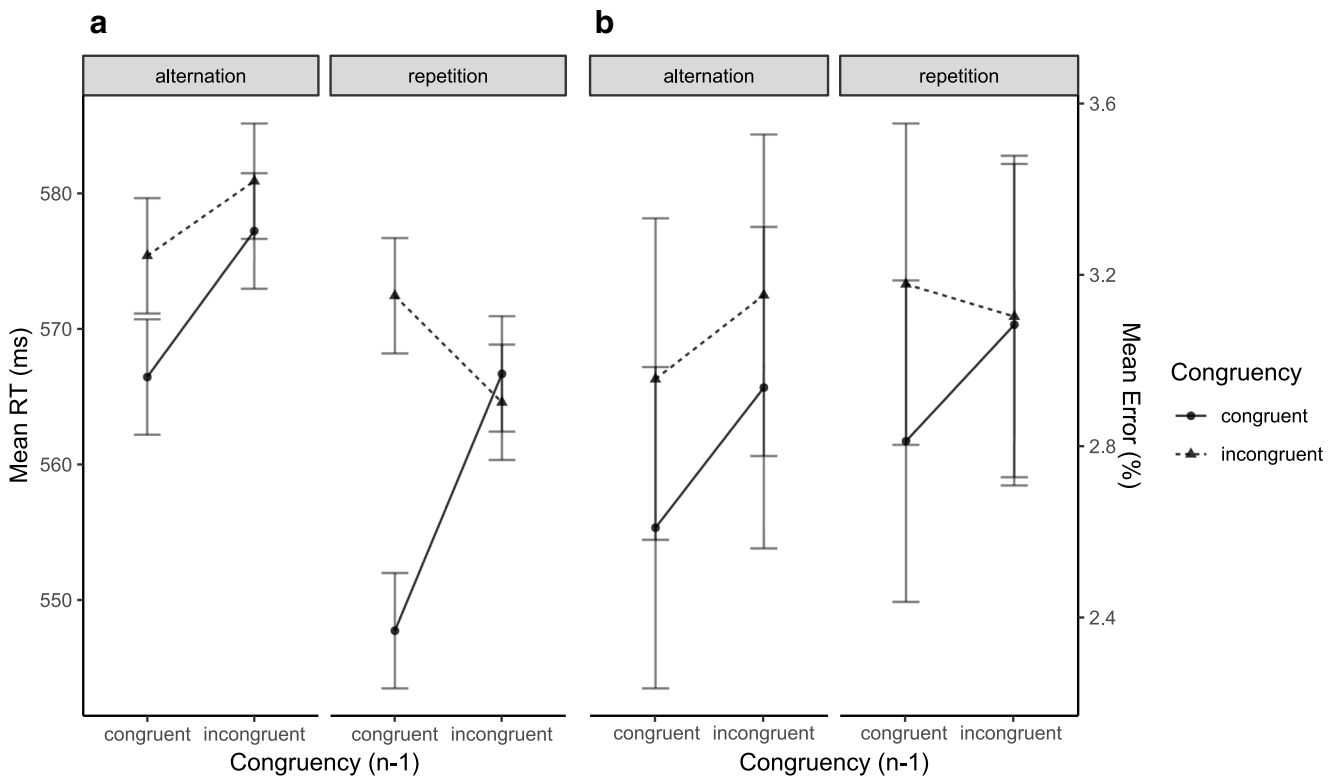 a
b
alternation
repetition
alternation
repetition
Mean RT (ms)
580
570
560
550
3.6
3.2
2.8
2.4
Mean Error (%)
congruent
incongruent
congruent
incongruent
congruent
incongruent
congruent
incongruent
Congruency (n-1)
Congruency (n-1)
Congruency
congruent
incongruent